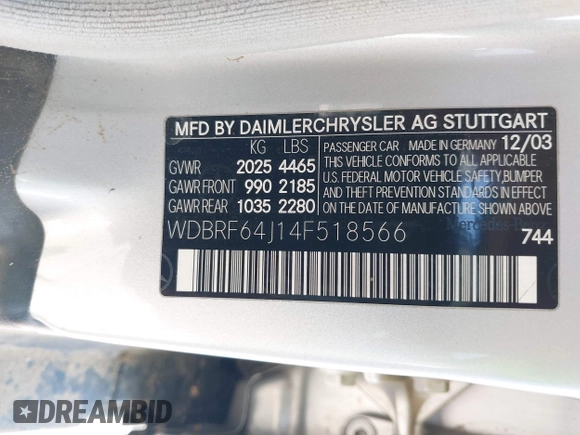 MFD BY DAIMLERCHRYSLER AG STUTTGART
KG LBS
GVWR 2025 4465
GAWR FRONT 990 2185
GAWR REAR 1035 2280
PASSENGER CAR MADE IN GERMANY 12/03
THIS VEHICLE CONFORMS TO ALL APPLICABLE
U.S. FEDERAL MOTOR VEHICLE SAFETY,BUMPER
AND THEFT PREVENTION STANDARDS IN EFFECT
ON THE DATE OF MANUFACTURE SHOWN ABOVE
Mercedes-Benz
WDBRF64J14F518566
744
DREAMBID